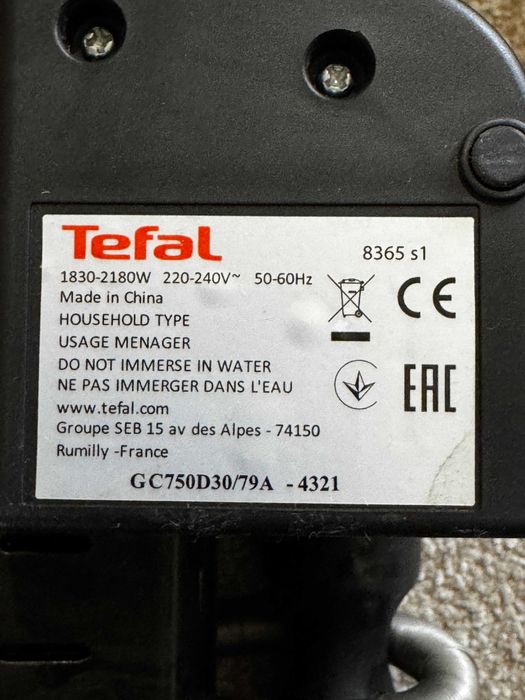 Tefal
8365 s1
1830-2180W 220-240V~ 50-60Hz
Made in China
HOUSEHOLD TYPE
USAGE MENAGER
DO NOT IMMERSE IN WATER
NE PAS IMMERGER DANS L'EAU
www.tefal.com
Groupe SEB 15 av des Alpes - 74150
Rumilly -France
CE
EAC
GC750D30/79A - 4321